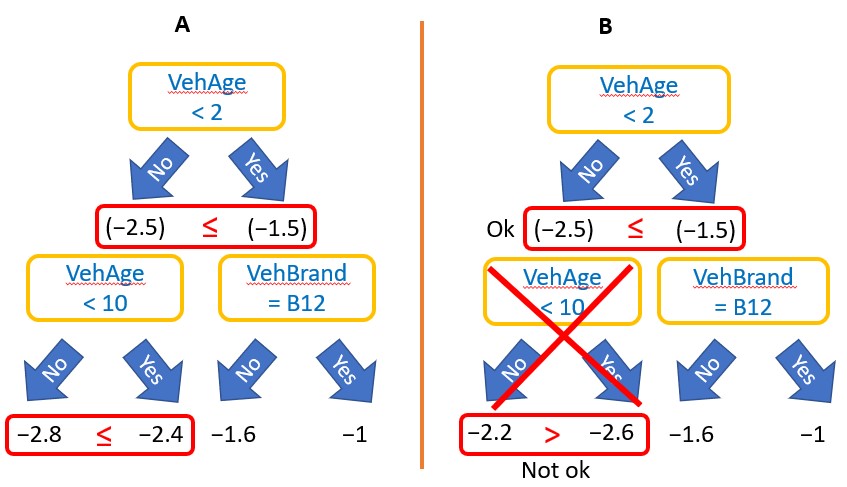 A
VehAge
< 2
No
Yes
(−2.5) ≤ (−1.5)
VehAge
< 10
VehBrand
= B12
No
Yes
No
Yes
−2.8 ≤ −2.4
−1.6
−1
B
VehAge
< 2
No
Yes
Ok (−2.5) ≤ (−1.5)
VehAge
< 10
VehBrand
= B12
No
Yes
No
Yes
−2.2 > −2.6
−1.6
−1
Not ok